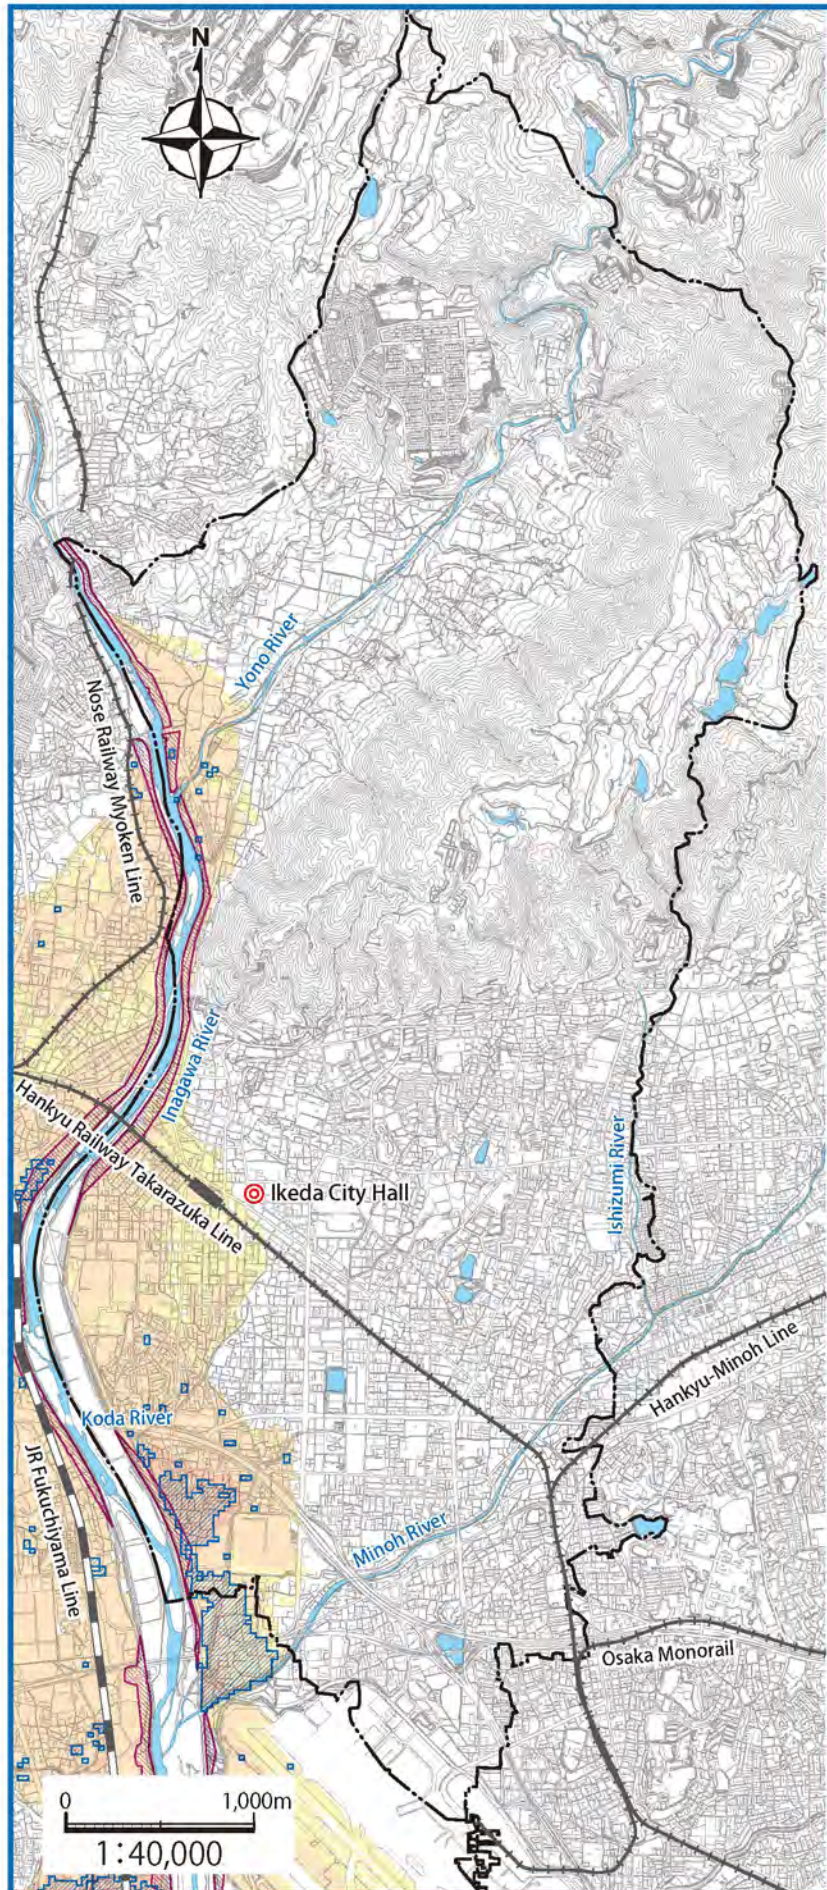 N
Yono River
Nose Railway Myoken Line
Inagawa River
Hankyu Railway Takarazuka Line
Ikeda City Hall
Ishizumi River
Hankyu-Minoh Line
Koda River
JR Fukuchiyama Line
Minoh River
Osaka Monorail
0 1,000m
1:40,000